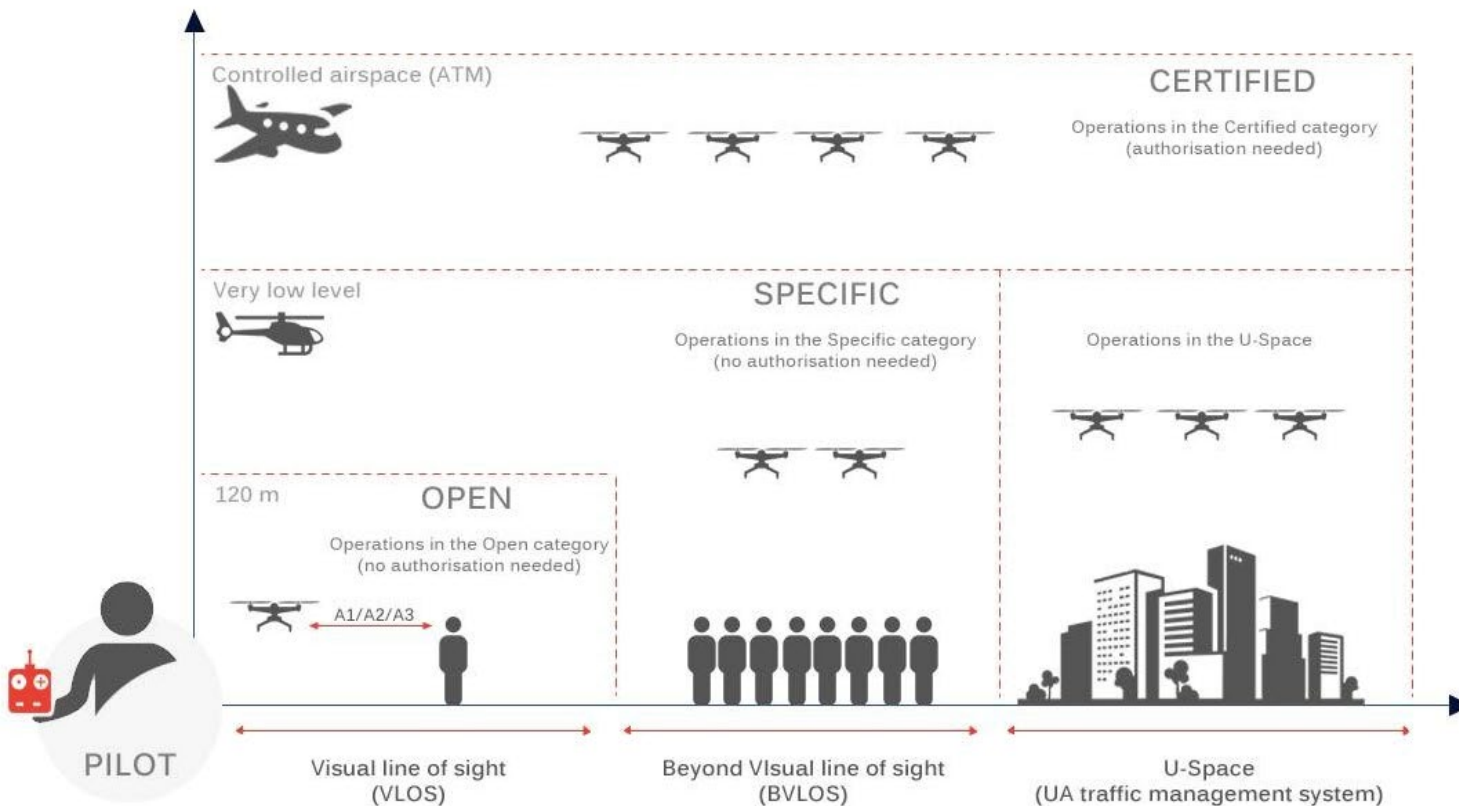 Controlled airspace (ATM)
CERTIFIED
Operations in the Certified category
(authorisation needed)
Very low level
SPECIFIC
Operations in the Specific category
(no authorisation needed)
Operations in the U-Space
120 m
OPEN
Operations in the Open category
(no authorisation needed)
A1/A2/A3
PILOT
Visual line of sight
(VLOS)
Beyond VIsual line of sight
(BVLOS)
U-Space
(UA traffic management system)